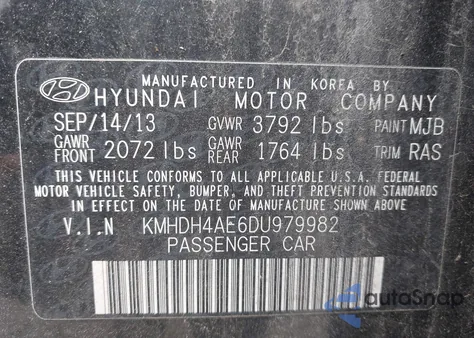 MANUFACTURED IN KOREA BY
HYUNDAI MOTOR COMPANY
SEP/14/13 GVWR 3792 lbs PAINT MJB
GAWR FRONT 2072 lbs GAWR REAR 1764 lbs TRIM RAS
THIS VEHICLE CONFORMS TO ALL APPLICABLE U.S.A. FEDERAL
MOTOR VEHICLE SAFETY, BUMPER, AND THEFT PREVENTION STANDARDS
IN EFFECT ON THE DATE OF MANUFACTURE SHOWN ABOVE
V.I.N KMHDH4AE6DU979982
PASSENGER CAR
autoSnap